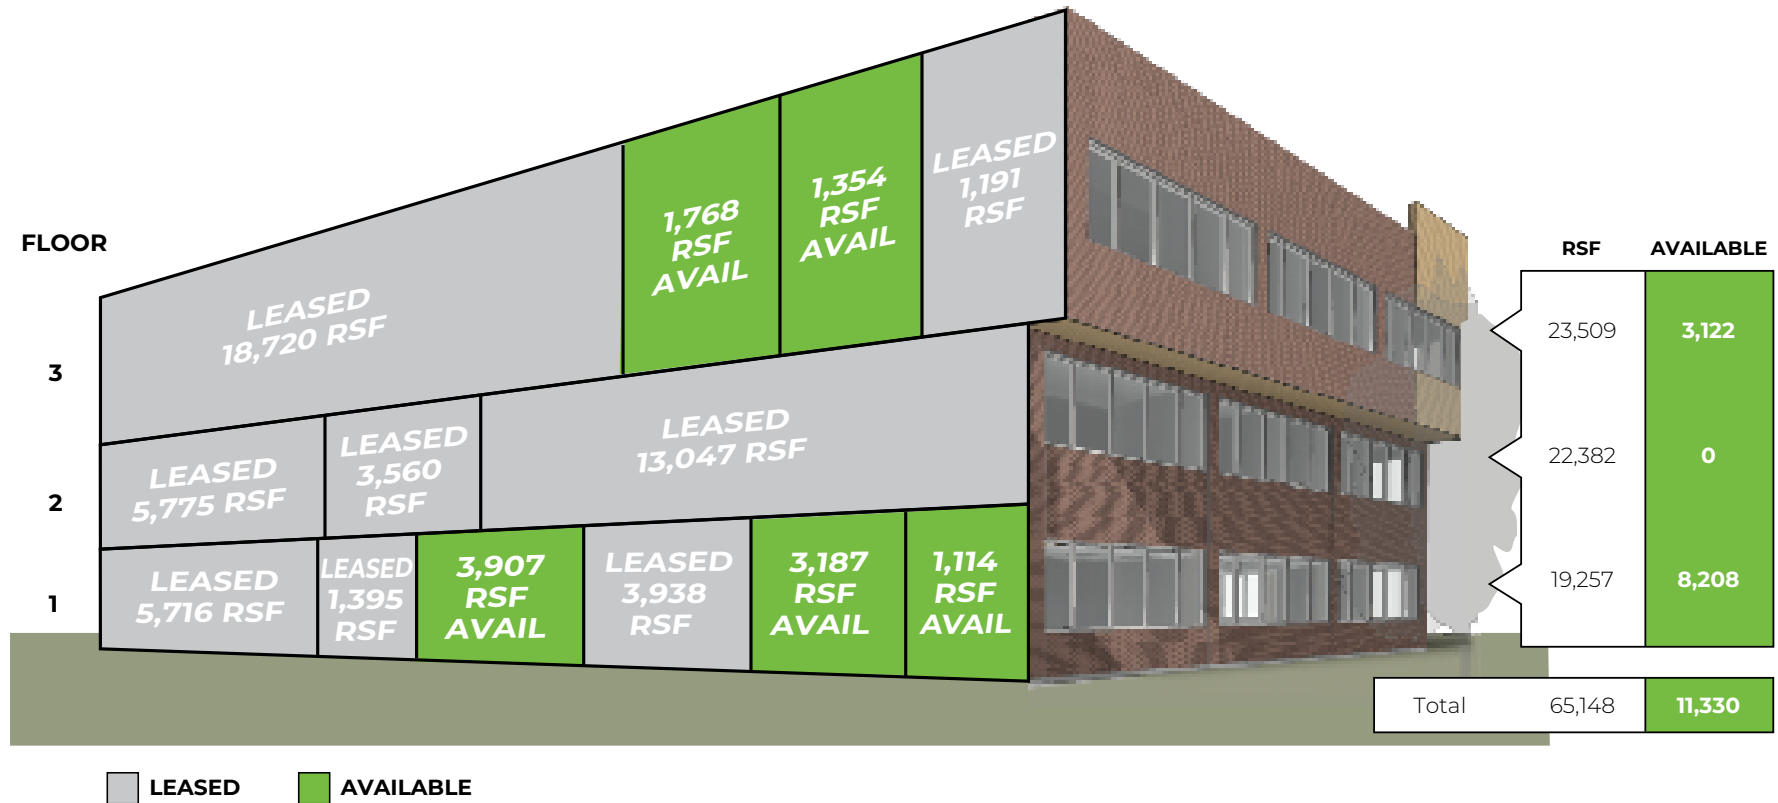 FLOOR
3
2
1
LEASED
18,720 RSF
1,768
RSF
AVAIL
1,354
RSF
AVAIL
LEASED
1,191
RSF
LEASED
5,775 RSF
LEASED
3,560
RSF
LEASED
13,047 RSF
LEASED
5,716 RSF
LEASED
1,395
RSF
3,907
RSF
AVAIL
LEASED
3,938
RSF
3,187
RSF
AVAIL
1,114
RSF
AVAIL
RSF AVAILABLE
23,509 3,122
22,382 0
19,257 8,208
Total 65,148 11,330
LEASED AVAILABLE